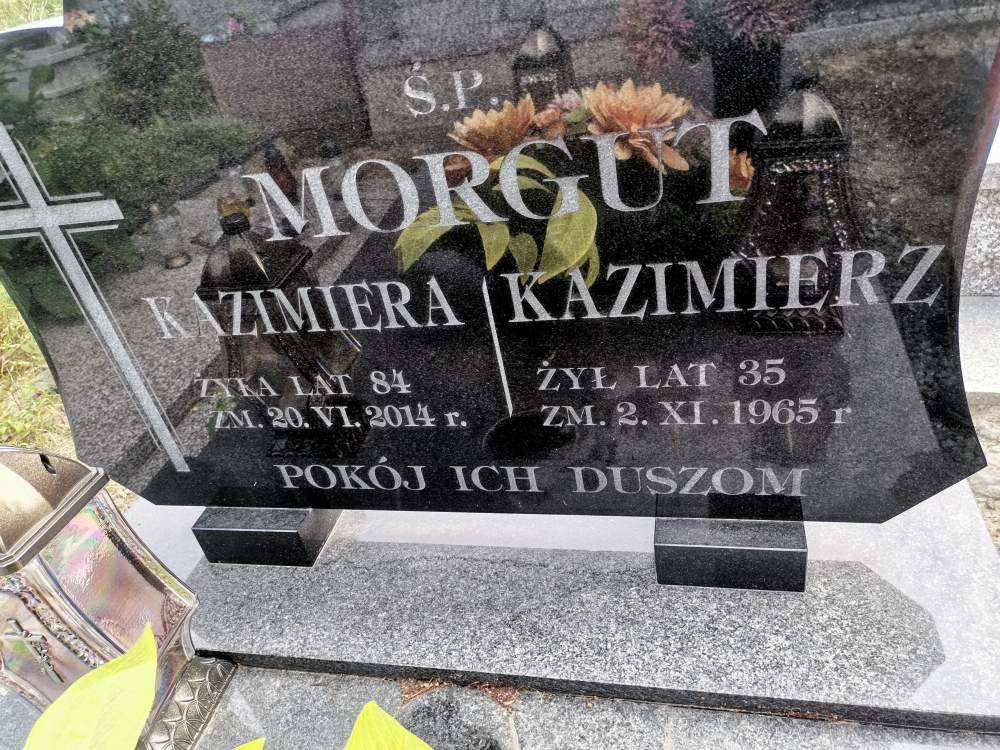 Ś.P.
MORGUT
KAZIMIERA
ŻYŁA LAT 84
ZM. 20. VI. 2014 r.
KAZIMIERZ
ŻYŁ LAT 35
ZM. 2. XI. 1965 r
POKÓJ ICH DUSZOM